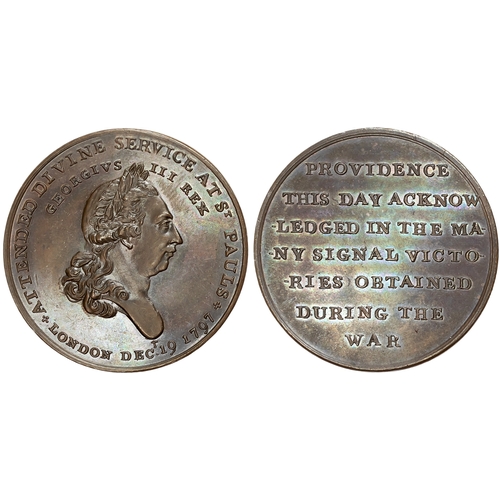 ATTENDED DIVINE SERVICE AT Sᵀ PAULS
GEORGIVS III REX
LONDON DECᵀ. 19 1797
PROVIDENCE
THIS DAY ACKNOW
-LEDGED IN THE MA-
NY SIGNAL VICTO-
-RIES OBTAINED
DURING THE
WAR